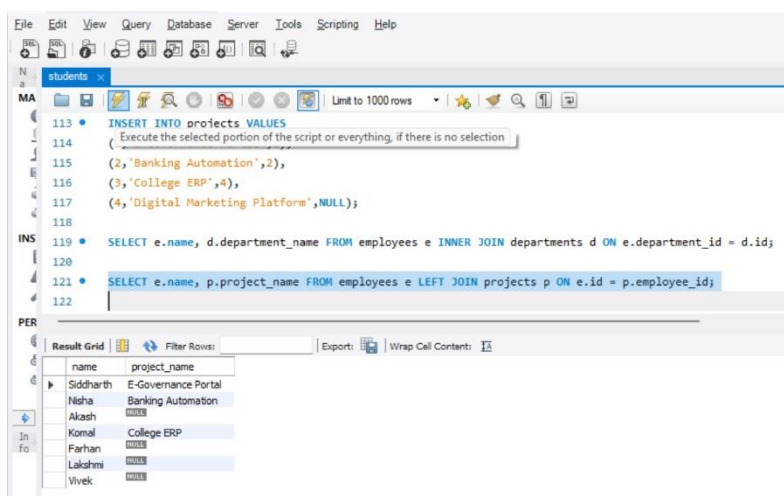 File Edit View Query Database Server Tools Scripting Help
N
a
students ×
MA
Limit to 1000 rows
113 INSERT INTO projects VALUES
Execute the selected portion of the script or everything, if there is no selection
114
115 (2,'Banking Automation',2),
116 (3,'College ERP',4),
117 (4,'Digital Marketing Platform',NULL);
118
INS
119 SELECT e.name, d.department_name FROM employees e INNER JOIN departments d ON e.department_id = d.id;
120
121 SELECT e.name, p.project_name FROM employees e LEFT JOIN projects p ON e.id = p.employee_id;
122
PER
Result Grid Filter Rows: Export: Wrap Cell Content:
name project_name
Siddharth E-Governance Portal
Nisha Banking Automation
Akash NULL
Komal College ERP
Farhan NULL
Lakshmi NULL
Vivek NULL
In
fo